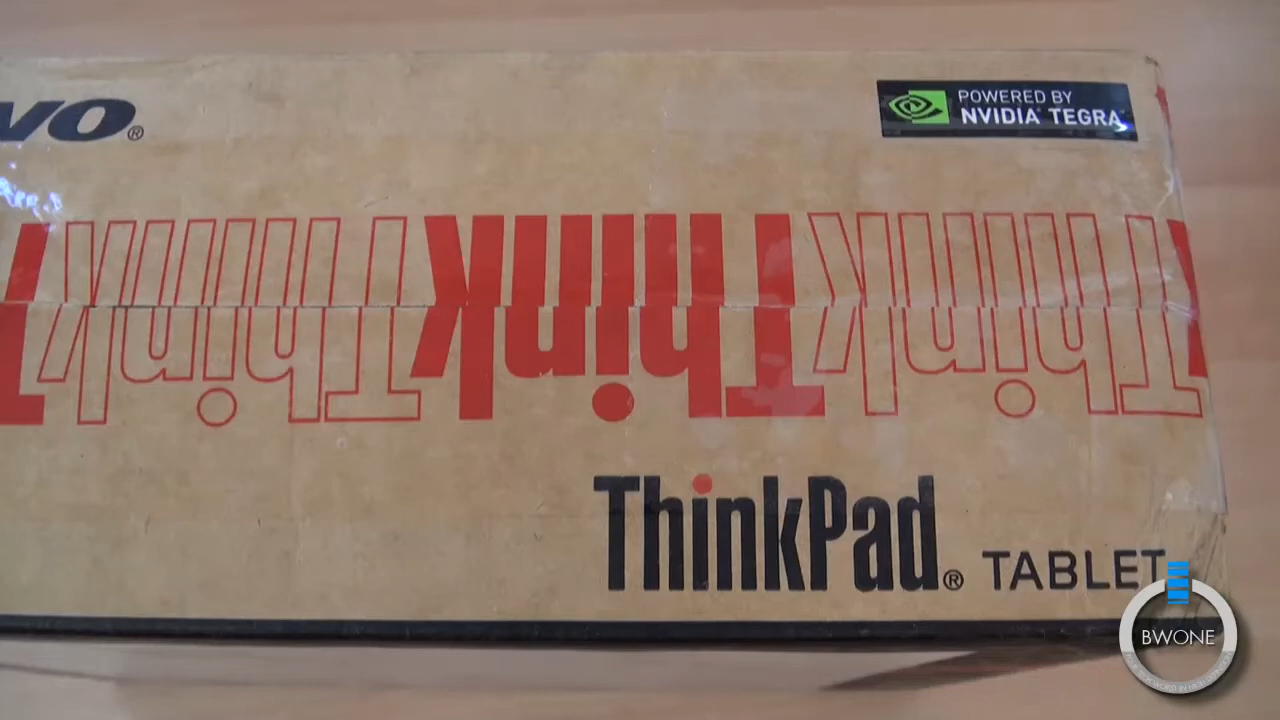 VO®
POWERED BY
NVIDIA® TEGRA
Think Think Think
ThinkPad® TABLET
BWONE